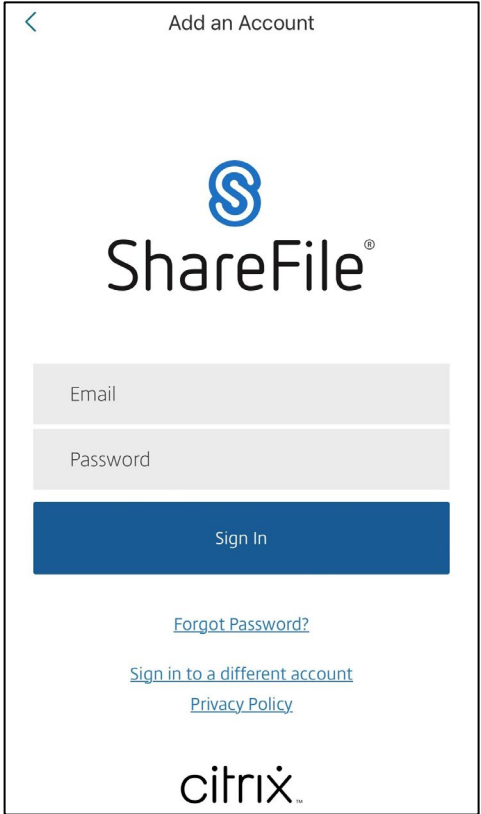 Add an Account
ShareFile®
Email
Password
Sign In
Forgot Password?
Sign in to a different account
Privacy Policy
citrix™